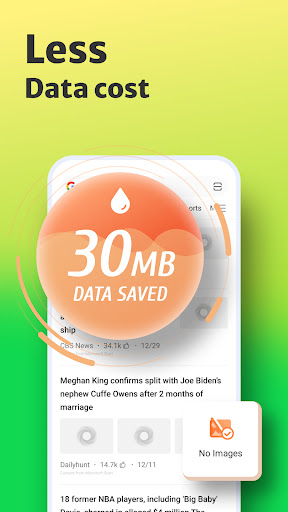 Less
Data cost
orts
30MB
DATA SAVED
ship
CBS News · 34.1k · 12/29
Meghan King confirms split with Joe Biden's
nephew Cuffe Owens after 2 months of
marriage
Dailyhunt · 14.7k · 12/11
No Images
18 former NBA players, including 'Big Baby'